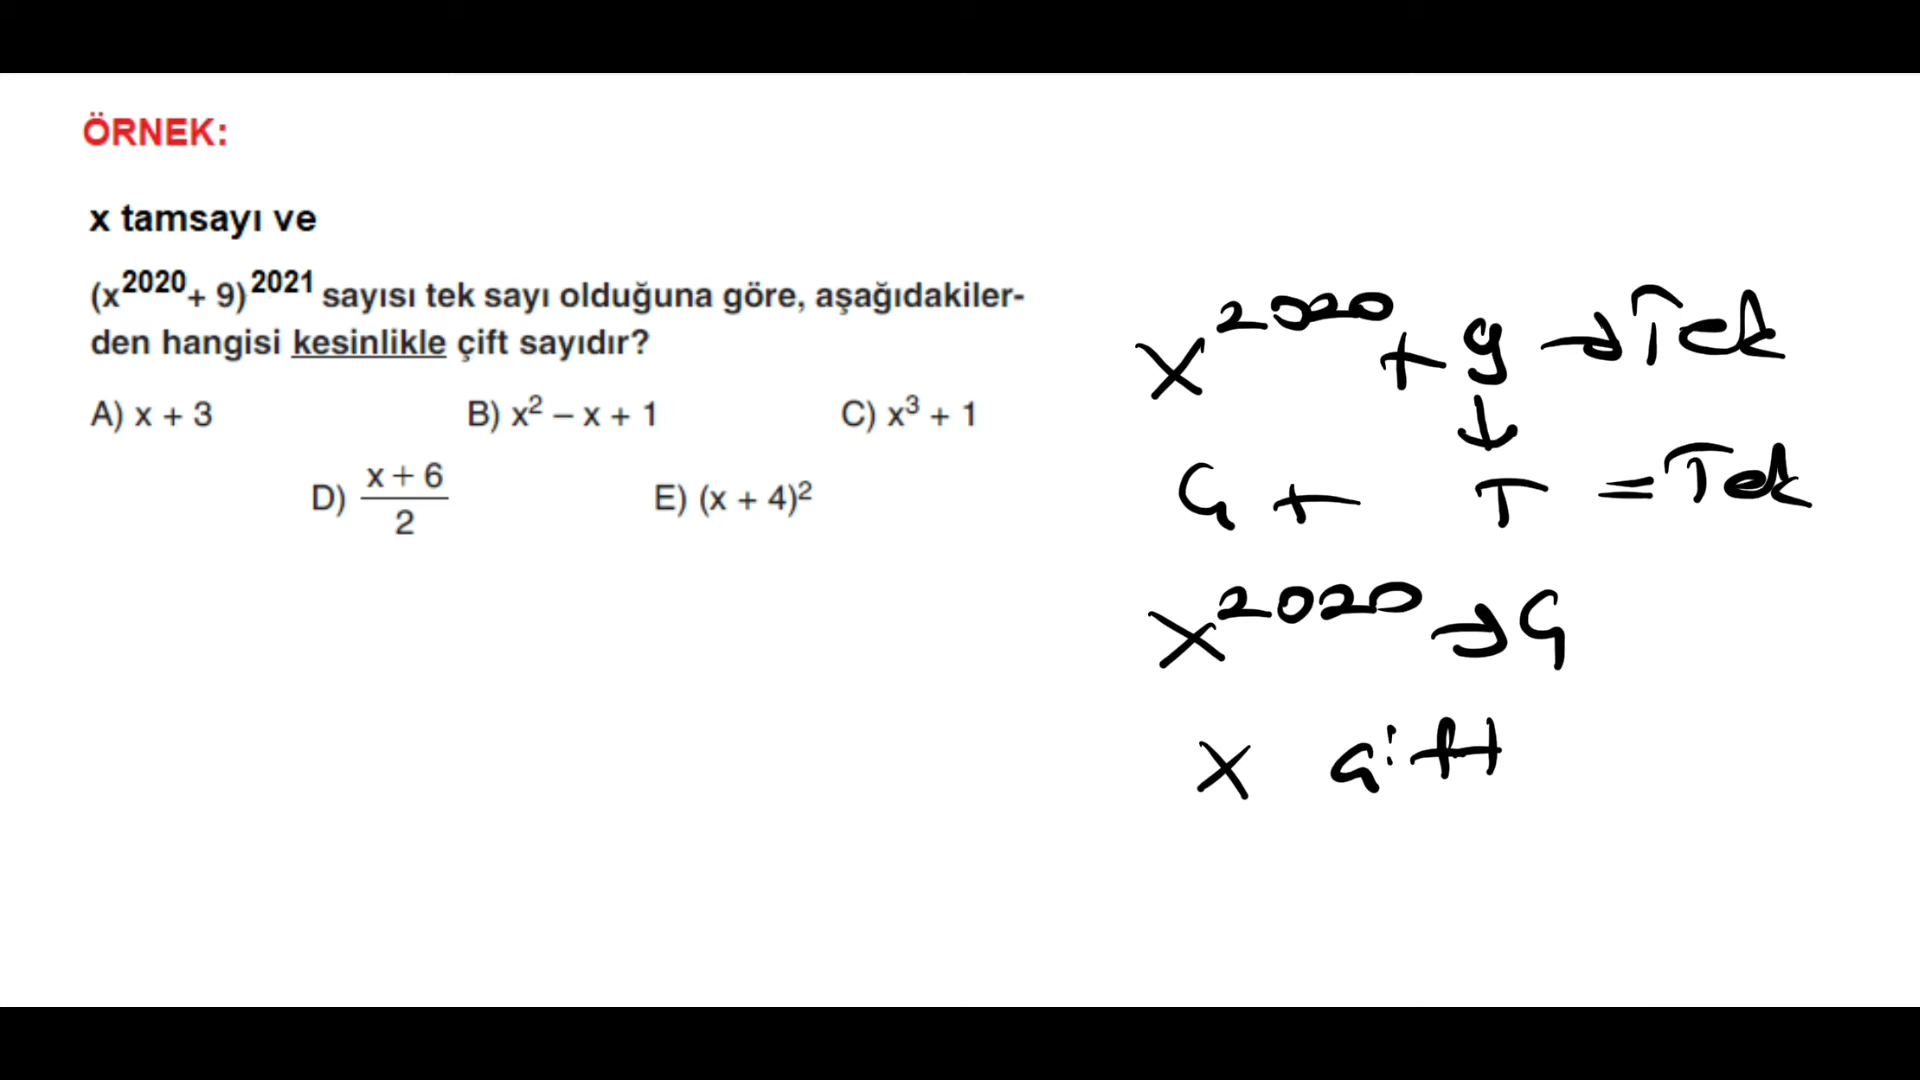 ÖRNEK:
x tamsayı ve
(x^2020 + 9)^2021 sayısı tek sayı olduğuna göre, aşağıdakiler-
den hangisi kesinlikle çift sayıdır?
A) x + 3 B) x² – x + 1 C) x³ + 1
D) (x + 6)/2 E) (x + 4)²
x^2020 + 9 → Tek
↓
Ç + T = Tek
x^2020 → Ç
x çift